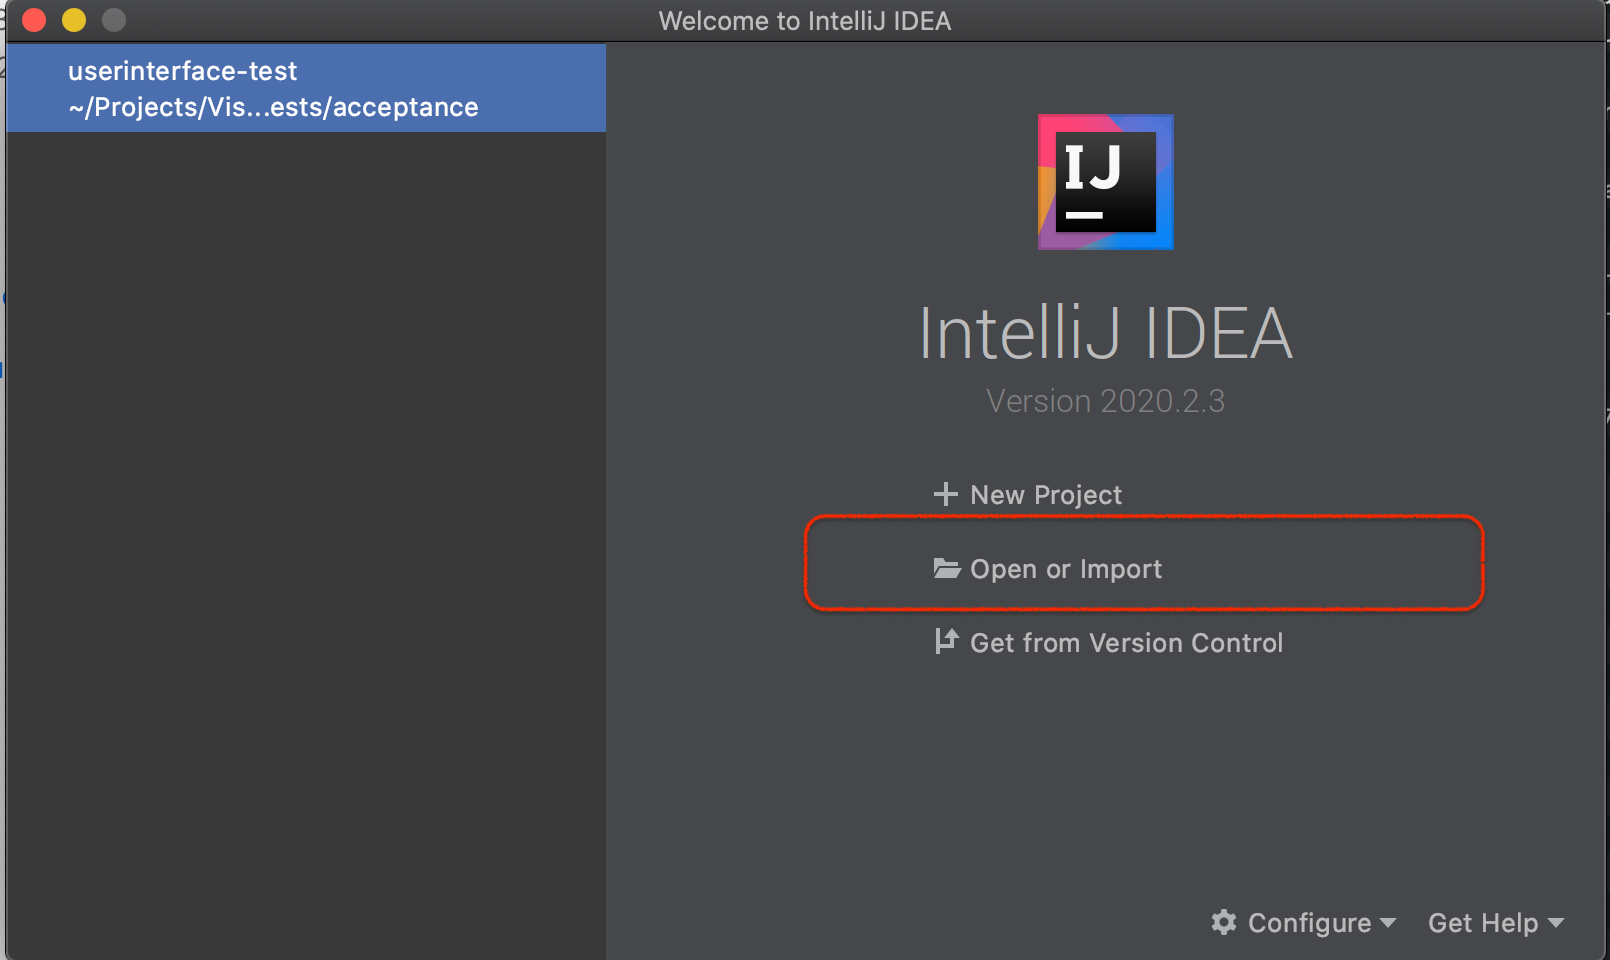 Welcome to IntelliJ IDEA
userinterface-test
~/Projects/Vis...ests/acceptance
IJ
IntelliJ IDEA
Version 2020.2.3
New Project
Open or Import
Get from Version Control
Configure
Get Help